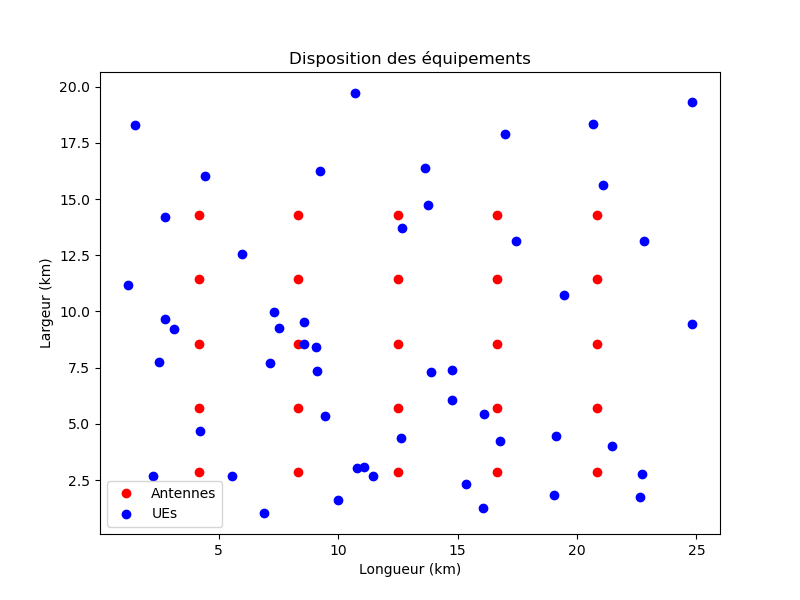 Disposition des équipements
20.0
17.5
15.0
12.5
10.0
7.5
5.0
2.5
Largeur (km)
Antennes
UEs
5 10 15 20 25
Longueur (km)